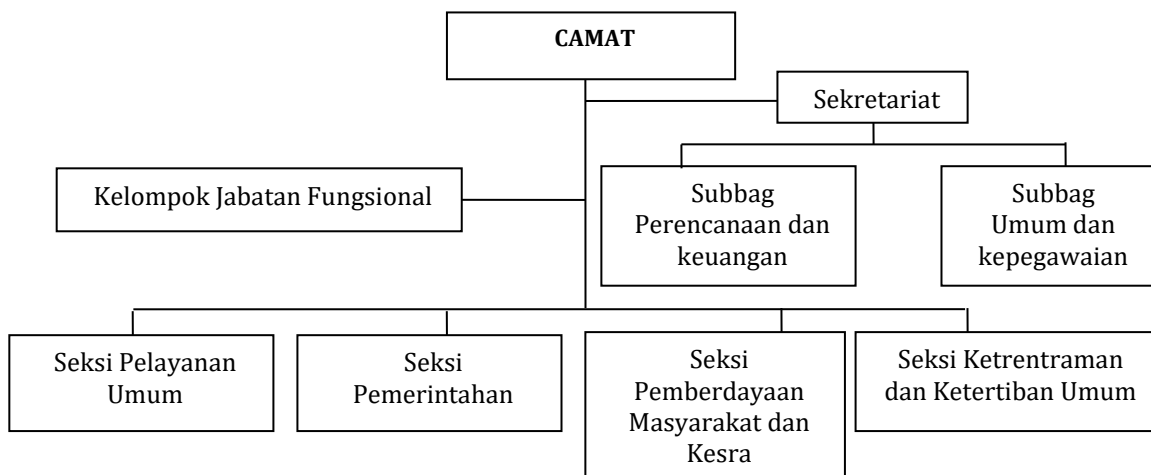 CAMAT
Sekretariat
Kelompok Jabatan Fungsional
Subbag
Perencanaan dan
keuangan
Subbag
Umum dan
kepegawaian
Seksi Pelayanan
Umum
Seksi
Pemerintahan
Seksi
Pemberdayaan
Masyarakat dan
Kesra
Seksi Ketrentraman
dan Ketertiban Umum